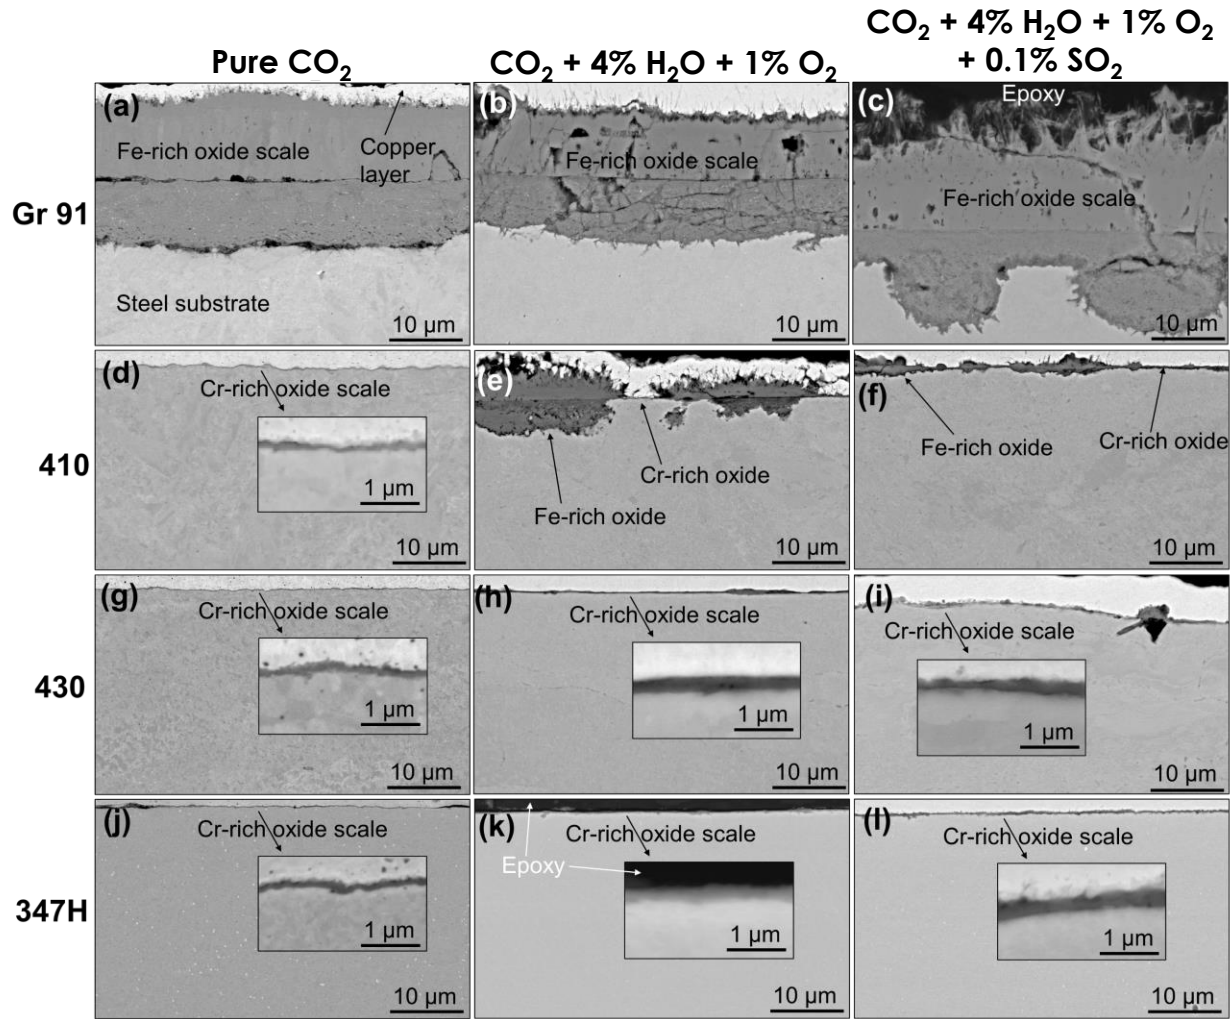 Pure CO₂
CO₂ + 4% H₂O + 1% O₂
CO₂ + 4% H₂O + 1% O₂
+ 0.1% SO₂
Gr 91
(a)
Fe-rich oxide scale
Copper
layer
Steel substrate
10 µm
(b)
Fe-rich oxide scale
10 µm
(c)
Epoxy
Fe-rich oxide scale
10 µm
410
(d)
Cr-rich oxide scale
1 µm
10 µm
(e)
Cr-rich oxide
Fe-rich oxide
10 µm
(f)
Fe-rich oxide
Cr-rich oxide
10 µm
430
(g)
Cr-rich oxide scale
1 µm
10 µm
(h)
Cr-rich oxide scale
1 µm
10 µm
(i)
Cr-rich oxide scale
1 µm
10 µm
347H
(j)
Cr-rich oxide scale
1 µm
10 µm
(k)
Cr-rich oxide scale
Epoxy
1 µm
10 µm
(l)
Cr-rich oxide scale
1 µm
10 µm